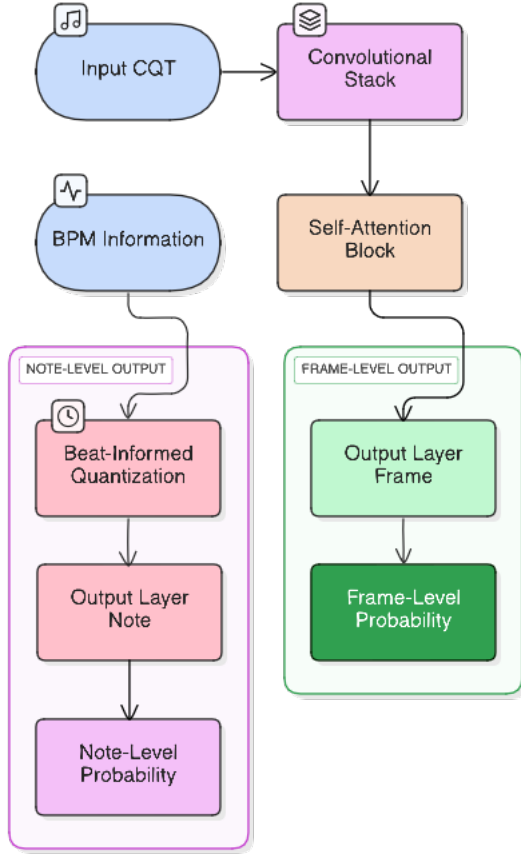 Input CQT
Convolutional
Stack
BPM Information
Self-Attention
Block
NOTE-LEVEL OUTPUT
Beat-Informed
Quantization
Output Layer
Note
Note-Level
Probability
FRAME-LEVEL OUTPUT
Output Layer
Frame
Frame-Level
Probability